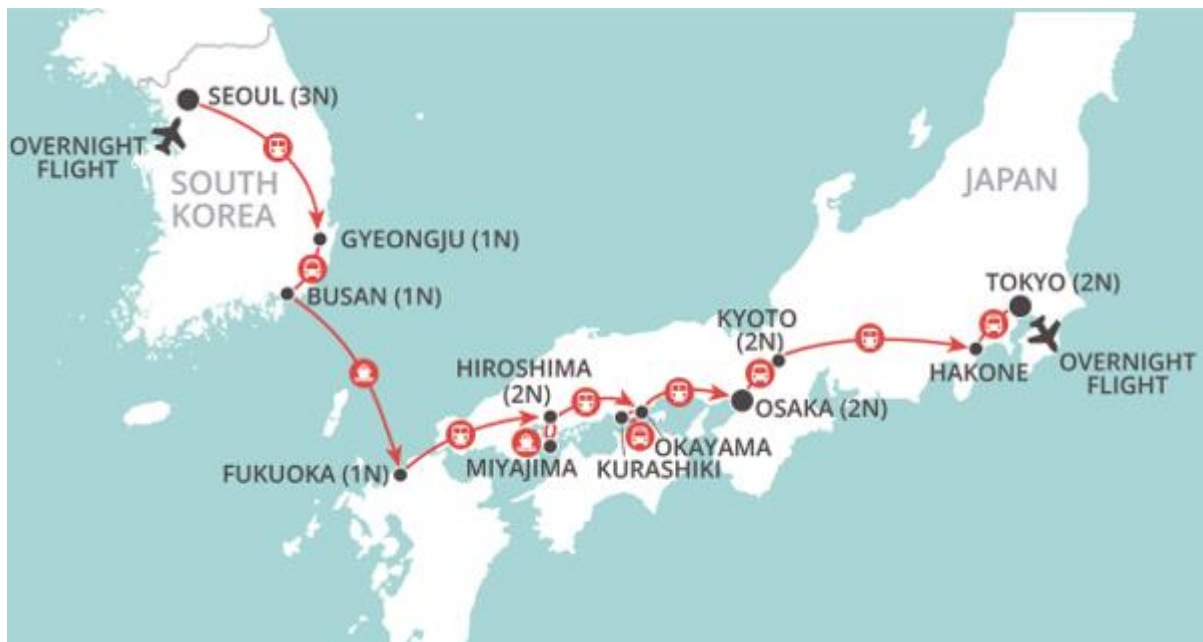 SEOUL (3N)
OVERNIGHT
FLIGHT
SOUTH
KOREA
GYEONGJU (1N)
BUSAN (1N)
FUKUOKA (1N)
HIROSHIMA
(2N)
MIYAJIMA
KURASHIKI
OKAYAMA
OSAKA (2N)
KYOTO
(2N)
JAPAN
TOKYO (2N)
HAKONE
OVERNIGHT
FLIGHT